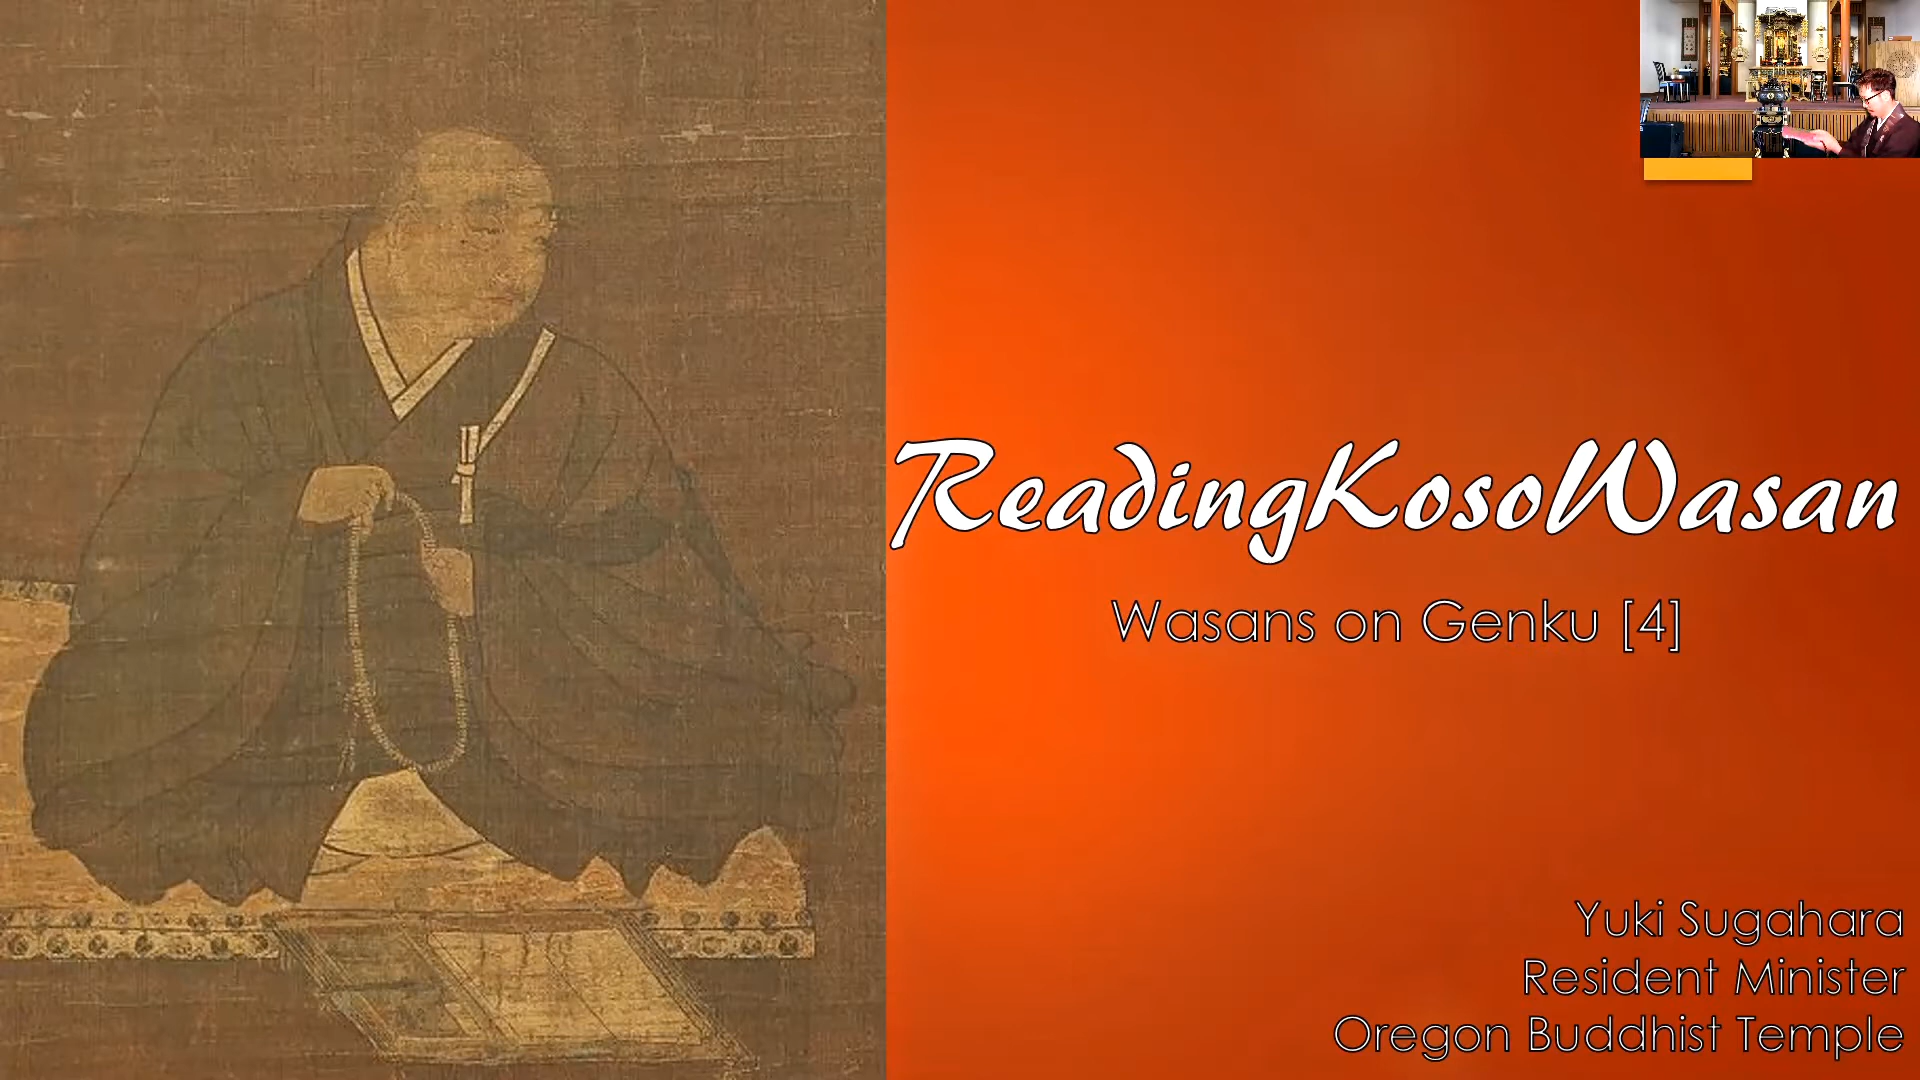 ReadingKosoWasan
Wasans on Genku [4]
Yuki Sugahara
Resident Minister
Oregon Buddhist Temple